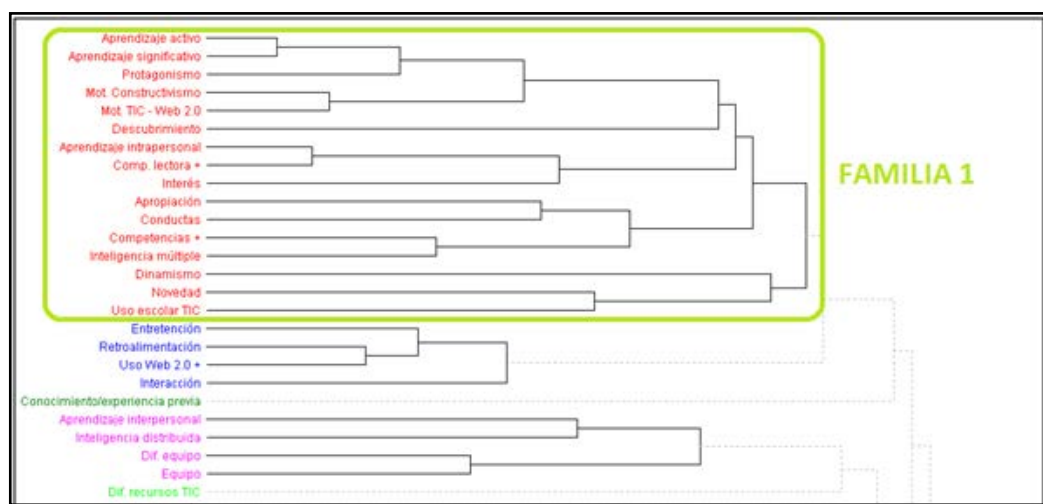 Aprendizaje activo
Aprendizaje significativo
Protagonismo
Mot. Constructivismo
Mot. TIC - Web 2.0
Descubrimiento
Aprendizaje intrapersonal
Comp. lectora +
FAMILIA 1
Interés
Apropiación
Conductas
Competencias +
Inteligencia múltiple
Dinamismo
Novedad
Uso escolar TIC
Entretención
Retroalimentación
Uso Web 2.0 +
Interacción
Conocimiento/experiencia previa
Aprendizaje interpersonal
Inteligencia distribuida
Dif. equipo
Equipo
Dif. recursos TIC